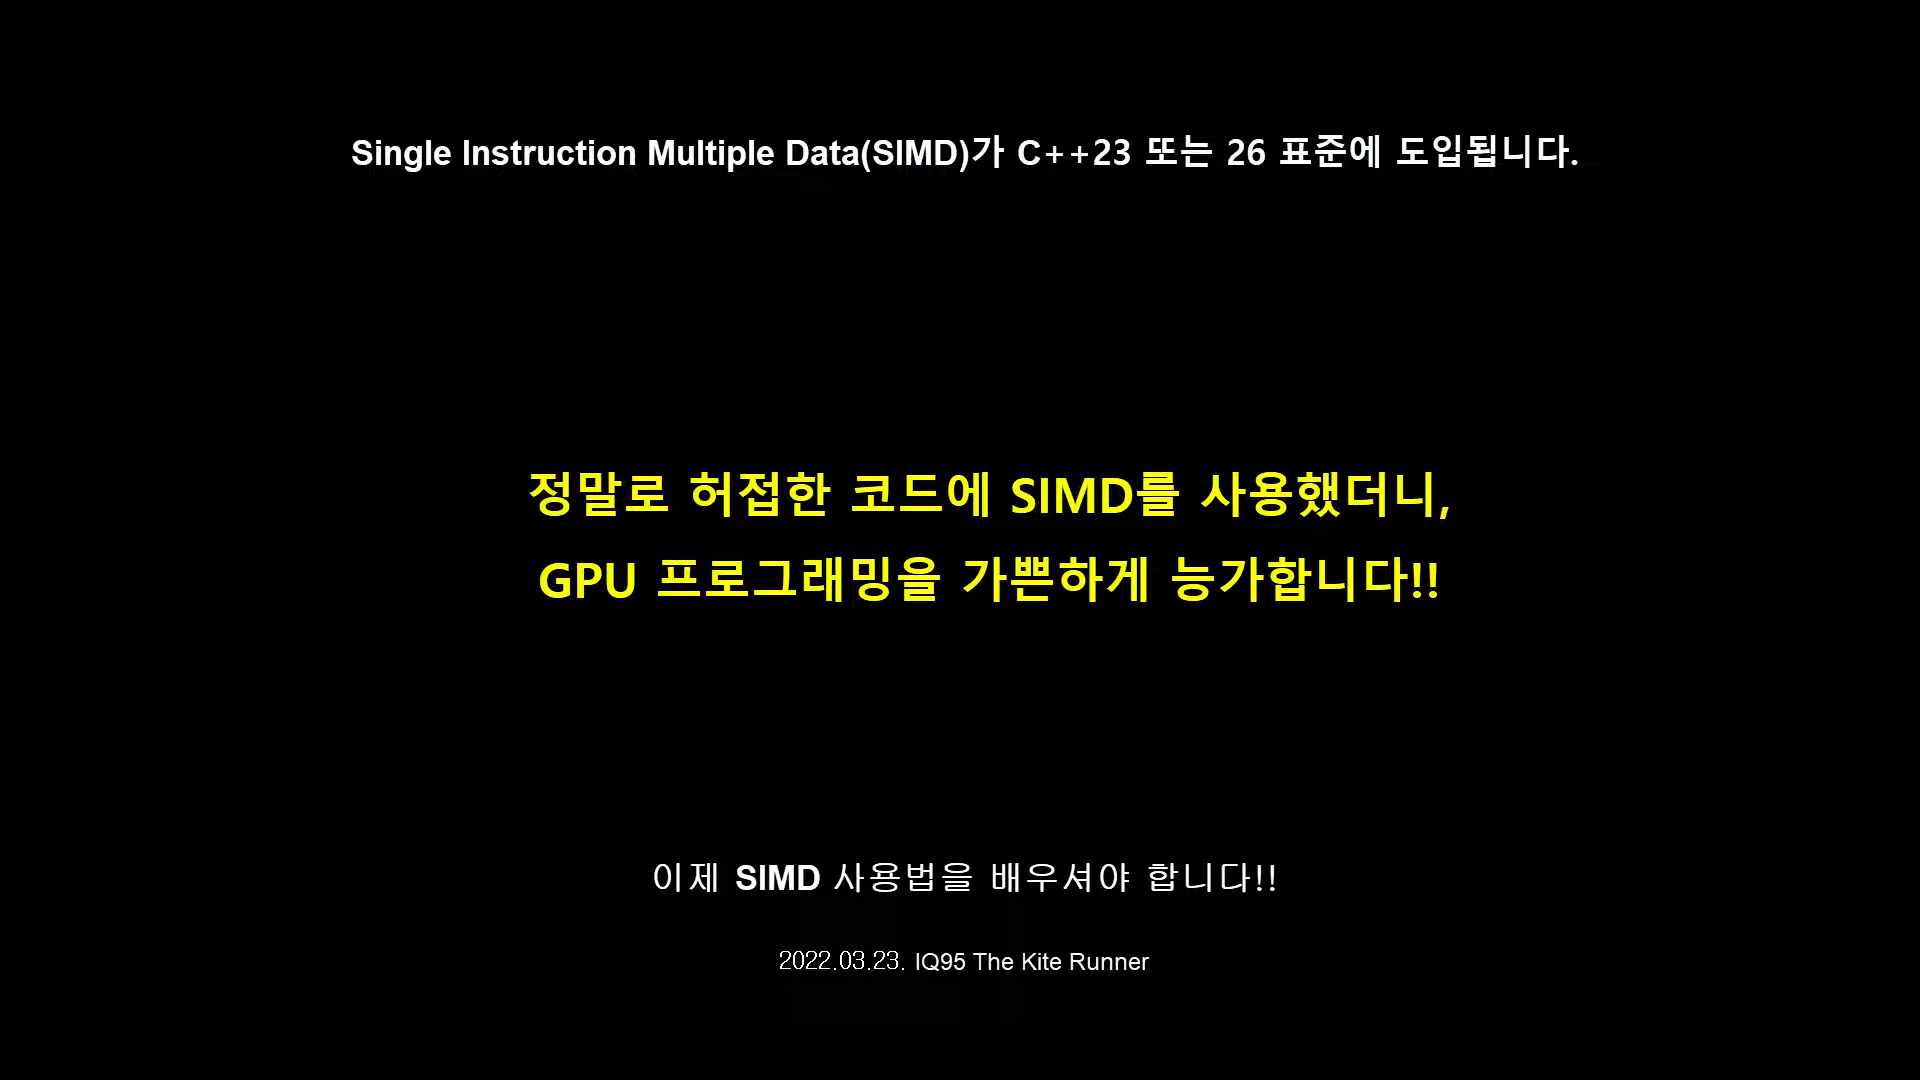 Single Instruction Multiple Data(SIMD)가 C++23 또는 26 표준에 도입됩니다.
정말로 허접한 코드에 SIMD를 사용했더니,
GPU 프로그래밍을 가쁜하게 능가합니다!!
이제 SIMD 사용법을 배우셔야 합니다!!
2022.03.23. IQ95 The Kite Runner